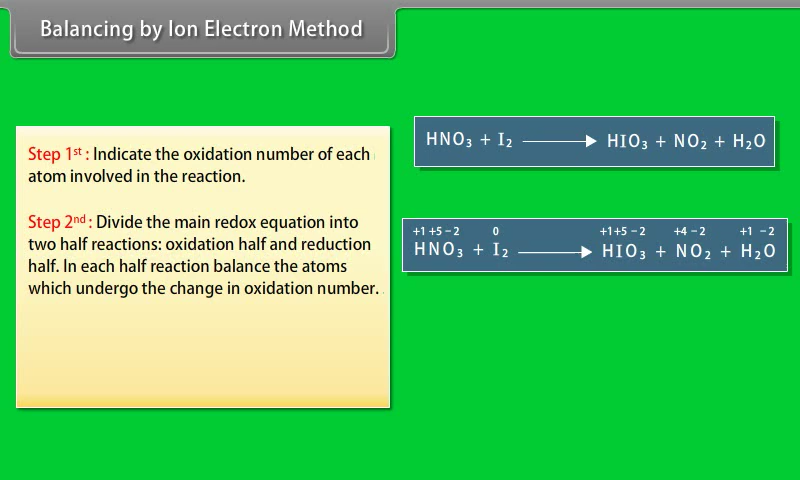 Balancing by Ion Electron Method
Step 1st : Indicate the oxidation number of each
atom involved in the reaction.
Step 2nd : Divide the main redox equation into
two half reactions: oxidation half and reduction
half. In each half reaction balance the atoms
which undergo the change in oxidation number.
HNO₃ + I₂ ⟶ HIO₃ + NO₂ + H₂O
+1 +5 −2 0 +1 +5 −2 +4 −2 +1 −2
HNO₃ + I₂ ⟶ HIO₃ + NO₂ + H₂O